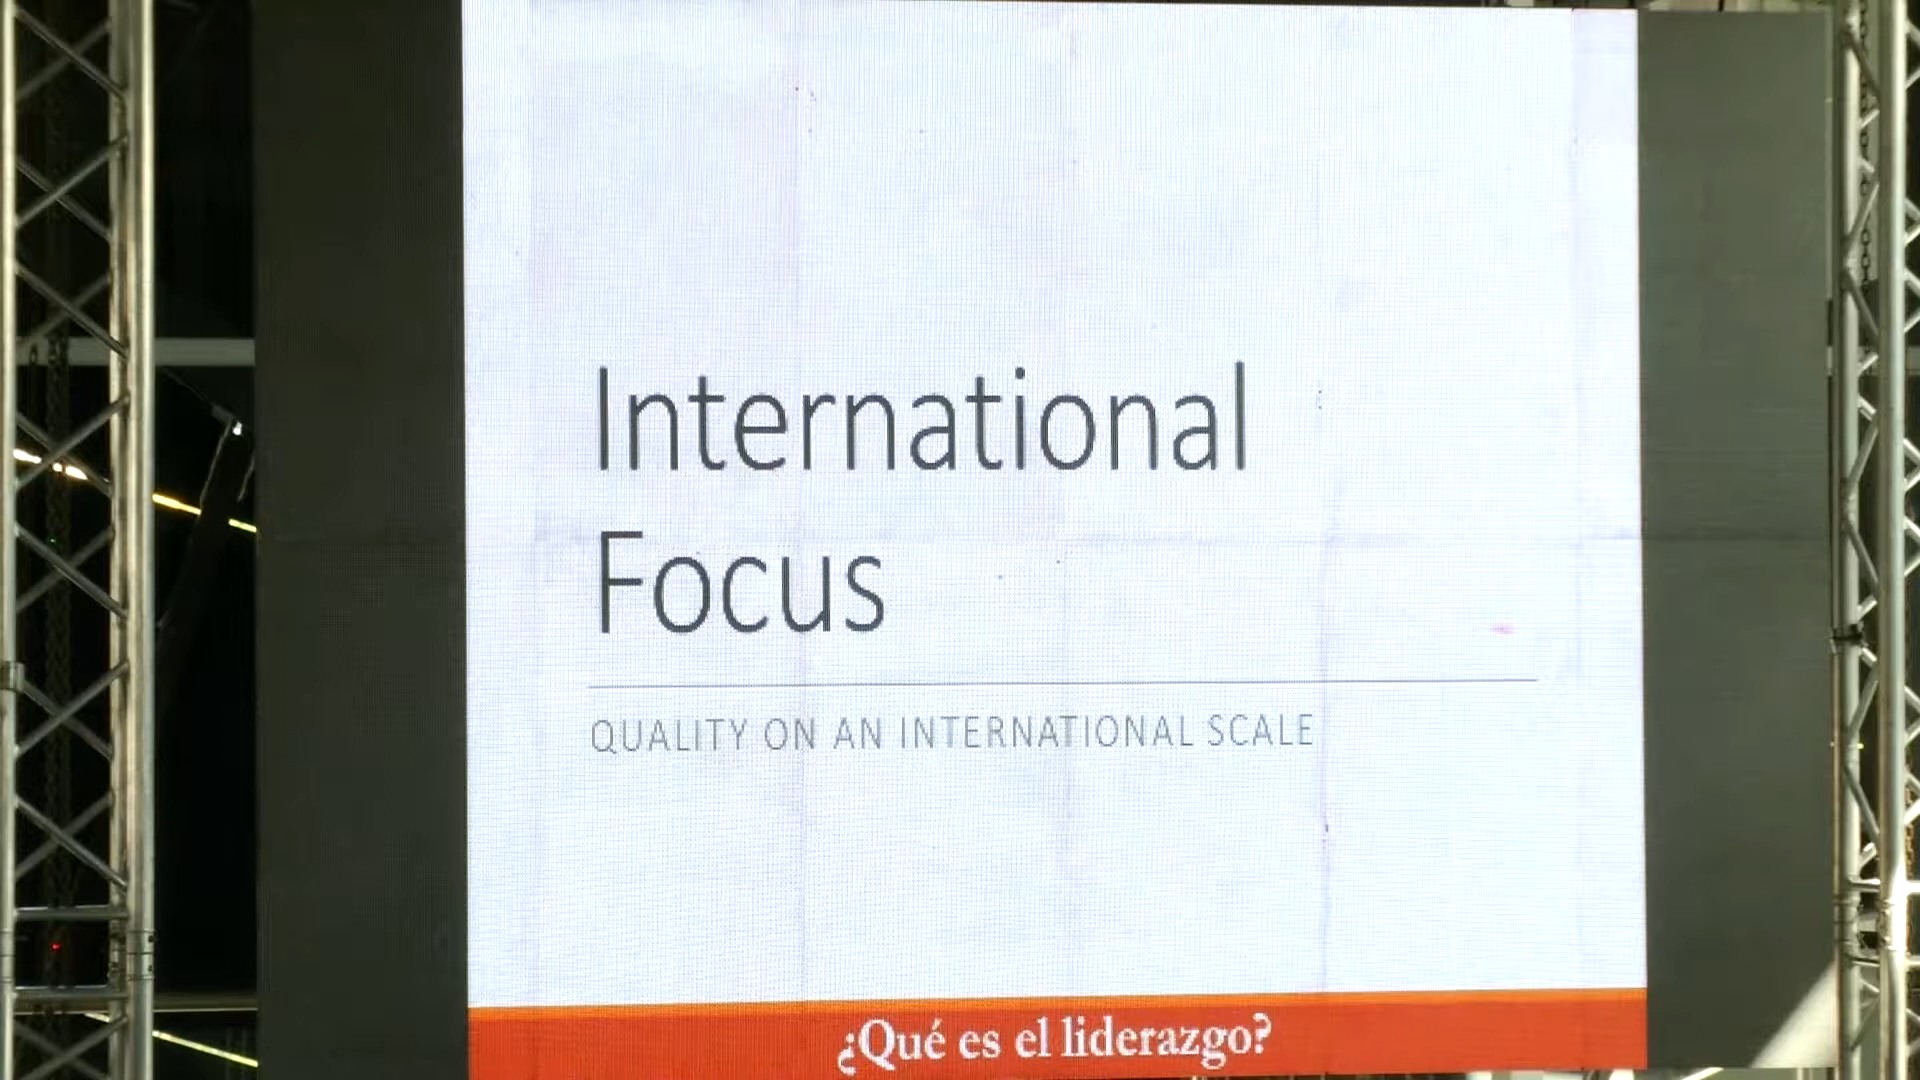 International
Focus
QUALITY ON AN INTERNATIONAL SCALE
¿Qué es el liderazgo?